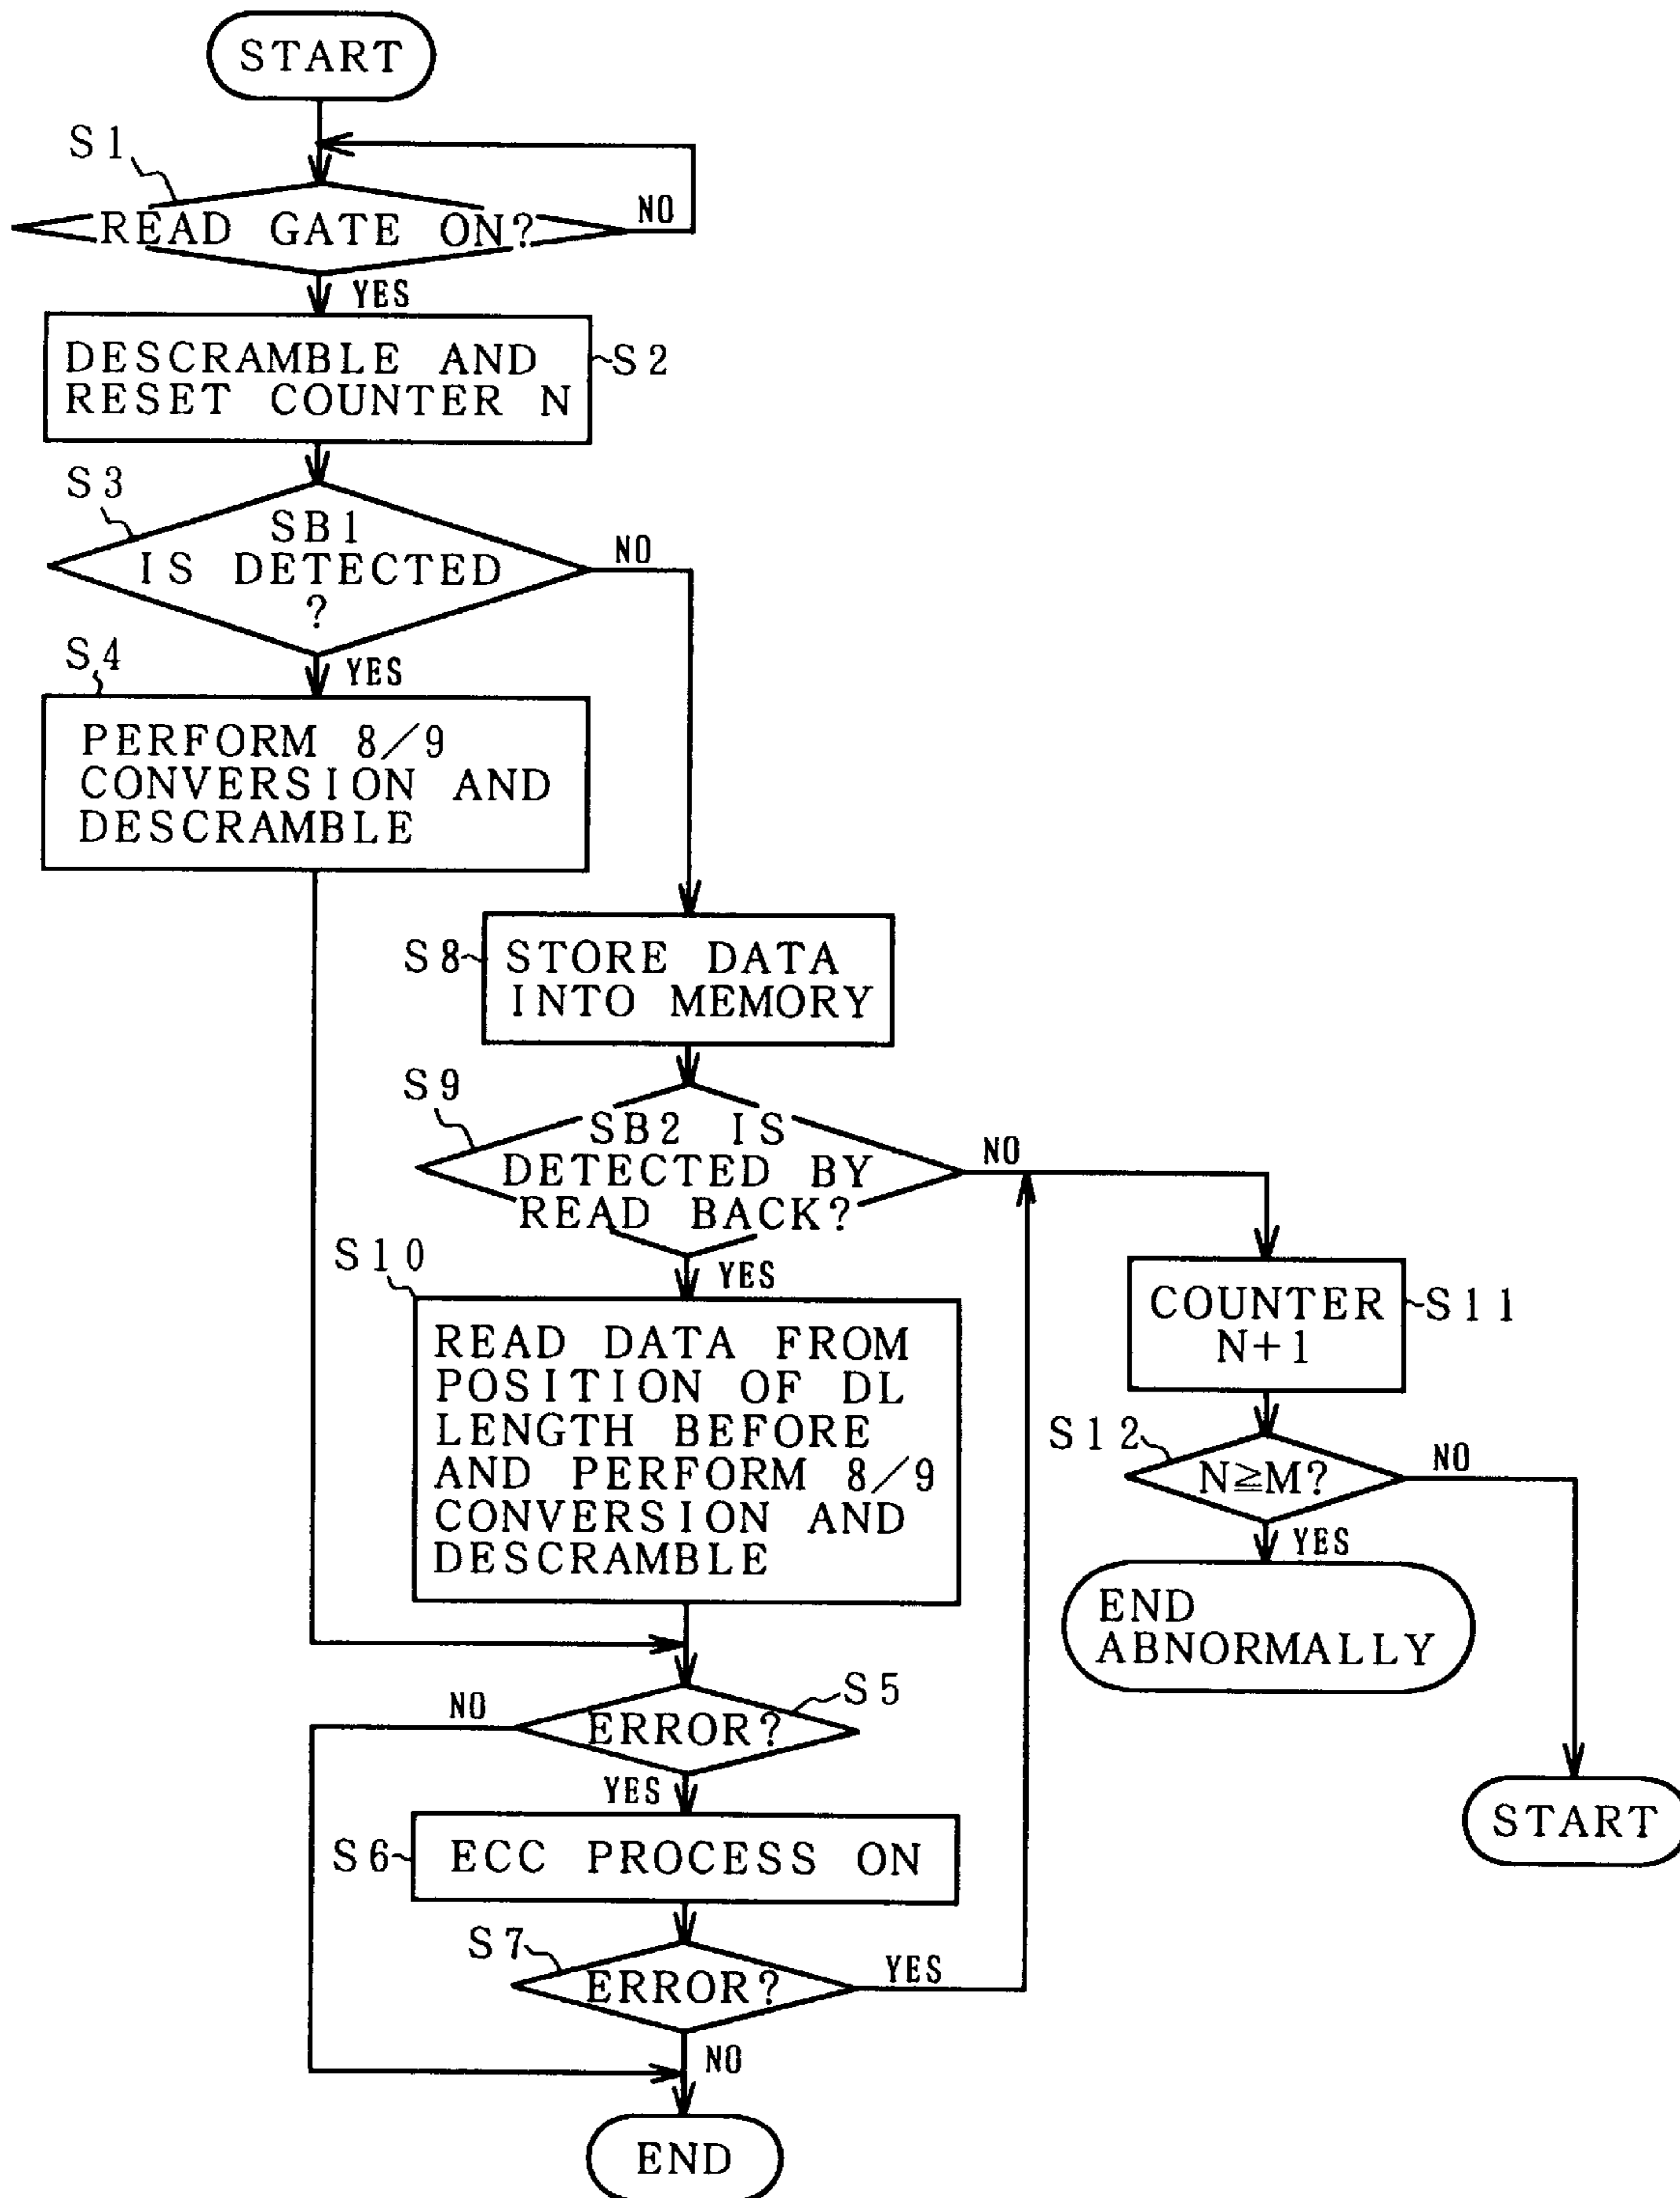 START
S1
READ GATE ON?
NO
YES
DESCRAMBLE AND
RESET COUNTER N
S2
S3
SB1
IS DETECTED
?
NO
S4
YES
PERFORM 8/9
CONVERSION AND
DESCRAMBLE
S8
STORE DATA
INTO MEMORY
S9
SB2 IS
DETECTED BY
READ BACK?
NO
S10
YES
READ DATA FROM
POSITION OF DL
LENGTH BEFORE
AND PERFORM 8/9
CONVERSION AND
DESCRAMBLE
COUNTER
N+1
S11
S12
N≧M?
NO
YES
END
ABNORMALLY
START
S5
ERROR?
NO
YES
S6
ECC PROCESS ON
S7
ERROR?
YES
NO
END